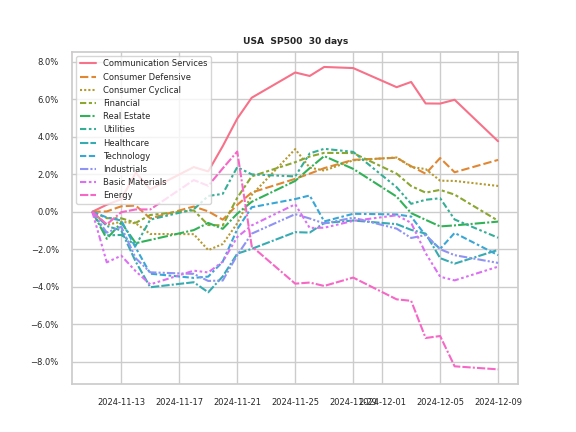 USA SP500 30 days
8.0%
6.0%
4.0%
2.0%
0.0%
−2.0%
−4.0%
−6.0%
−8.0%
Communication Services
Consumer Defensive
Consumer Cyclical
Financial
Real Estate
Utilities
Healthcare
Technology
Industrials
Basic Materials
Energy
2024-11-13
2024-11-17
2024-11-21
2024-11-25
2024-11-29
2024-12-01
2024-12-05
2024-12-09